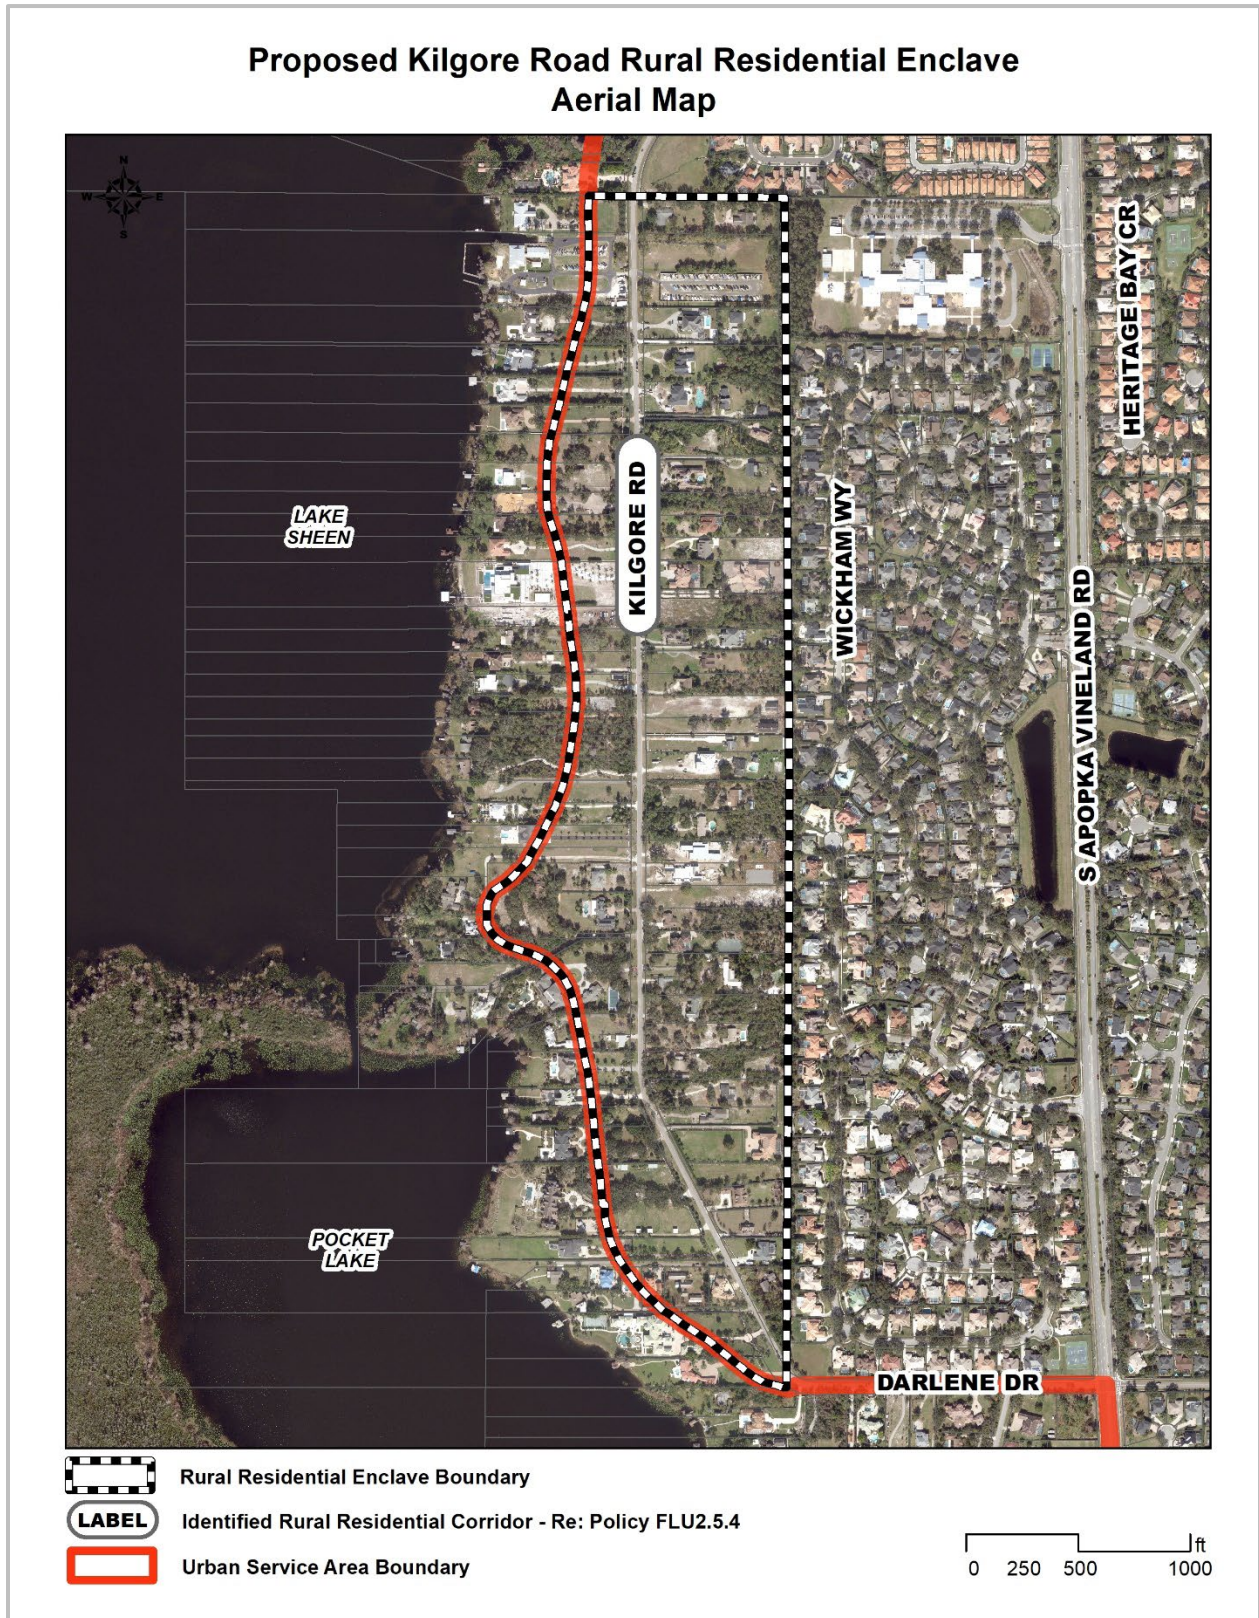 Proposed Kilgore Road Rural Residential Enclave
Aerial Map
N
W E
S
HERITAGE BAY CR
KILGORE RD
WICKHAM WY
LAKE
SHEEN
S APOPKA VINELAND RD
POCKET
LAKE
DARLENE DR
Rural Residential Enclave Boundary
LABEL Identified Rural Residential Corridor - Re: Policy FLU2.5.4
Urban Service Area Boundary
ft
0 250 500 1000